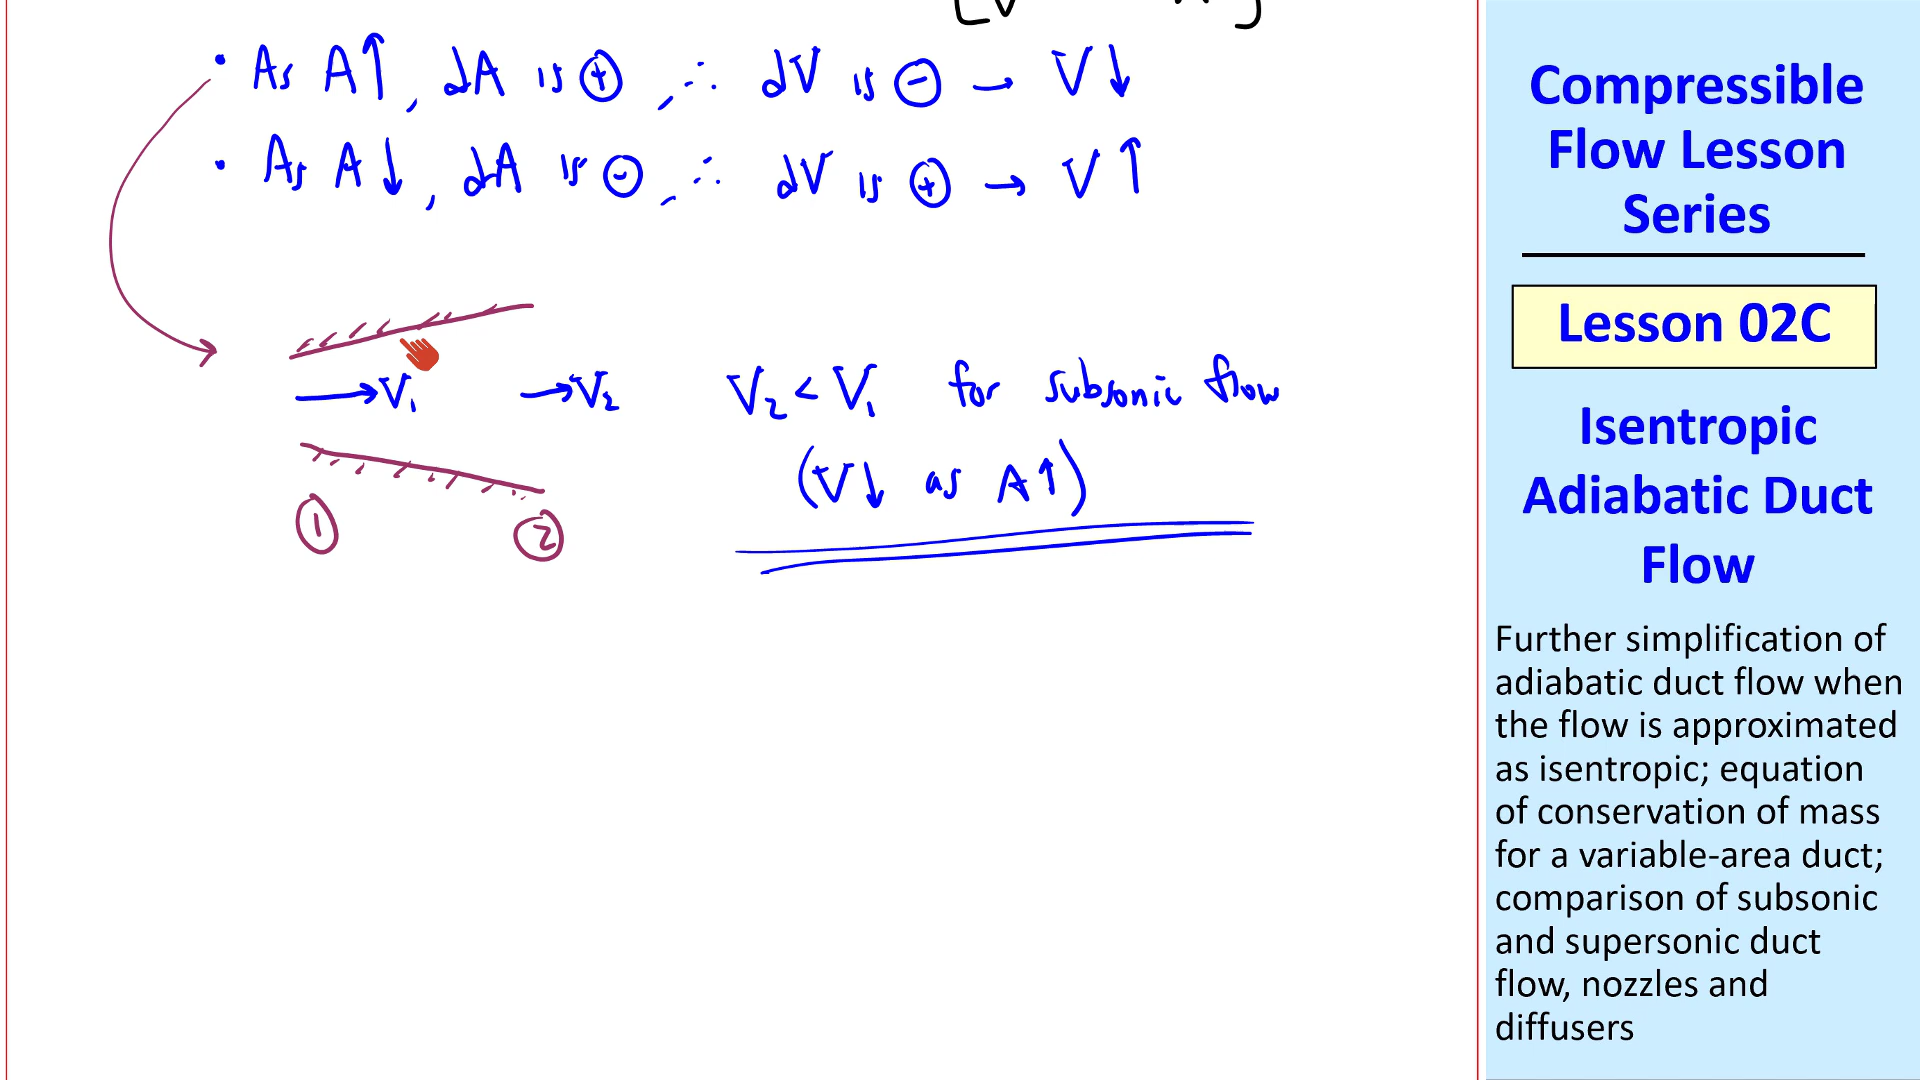 • As A↑, dA is ⊕, ∴ dV is ⊖ → V↓
• As A↓, dA is ⊖, ∴ dV is ⊕ → V↑
→V₁ →V₂ V₂ < V₁ for subsonic flow
(V↓ as A↑)
① ②
Compressible
Flow Lesson
Series
Lesson 02C
Isentropic
Adiabatic Duct
Flow
Further simplification of
adiabatic duct flow when
the flow is approximated
as isentropic; equation
of conservation of mass
for a variable-area duct;
comparison of subsonic
and supersonic duct
flow, nozzles and
diffusers